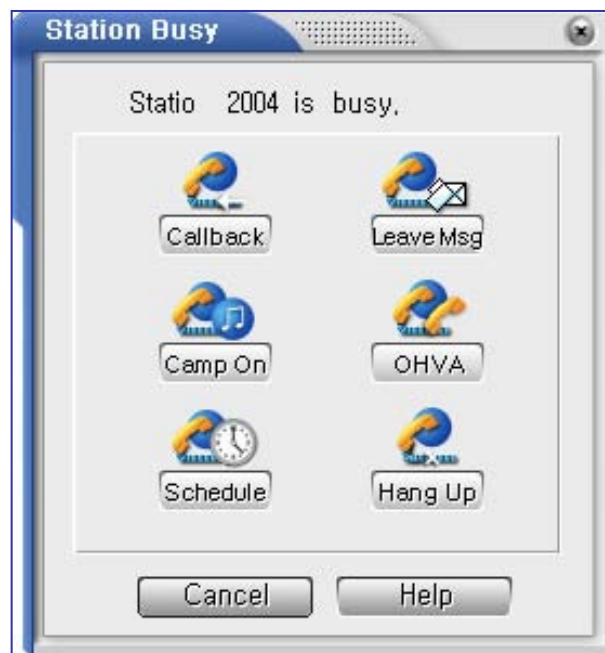 Station Busy
Statio 2004 is busy,
Callback Leave Msg
Camp On OHVA
Schedule Hang Up
Cancel Help